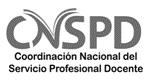 CNSPD
Coordinación Nacional del
Servicio Profesional Docente